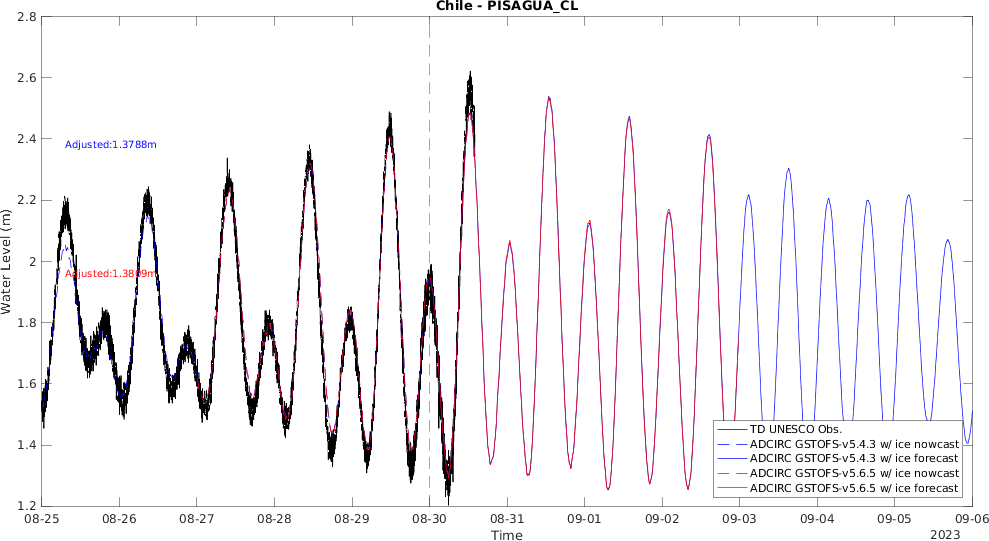 Chile - PISAGUA_CL
2.8
2.6
2.4
2.2
2
1.8
1.6
1.4
1.2
Water Level (m)
Adjusted:1.3788m
Adjusted:1.3809m
TD UNESCO Obs.
ADCIRC GSTOFS-v5.4.3 w/ ice nowcast
ADCIRC GSTOFS-v5.4.3 w/ ice forecast
ADCIRC GSTOFS-v5.6.5 w/ ice nowcast
ADCIRC GSTOFS-v5.6.5 w/ ice forecast
08-25 08-26 08-27 08-28 08-29 08-30 08-31 09-01 09-02 09-03 09-04 09-05 09-06
Time
2023